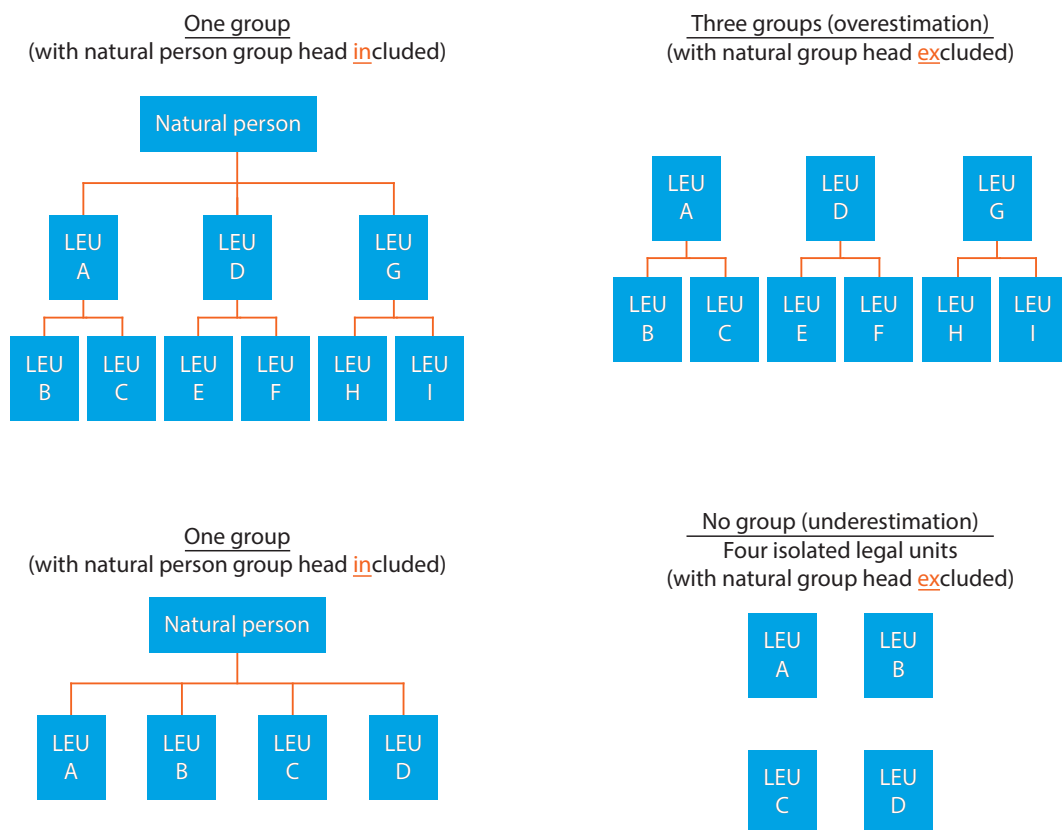 One group
(with natural person group head included)
Natural person
LEU
A
LEU
D
LEU
G
LEU
B
LEU
C
LEU
E
LEU
F
LEU
H
LEU
I
Three groups (overestimation)
(with natural group head excluded)
LEU
A
LEU
D
LEU
G
LEU
B
LEU
C
LEU
E
LEU
F
LEU
H
LEU
I
One group
(with natural person group head included)
Natural person
LEU
A
LEU
B
LEU
C
LEU
D
No group (underestimation)
Four isolated legal units
(with natural group head excluded)
LEU
A
LEU
B
LEU
C
LEU
D